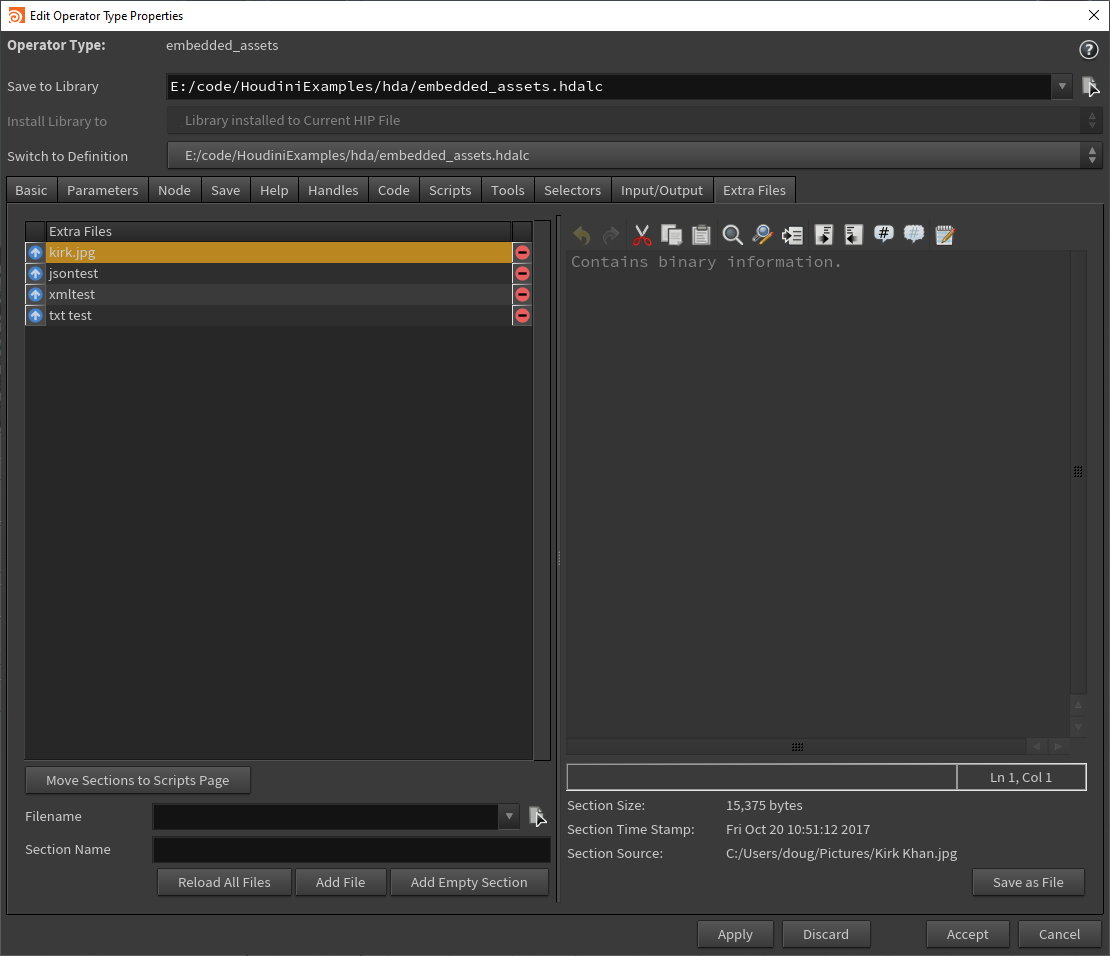 Edit Operator Type Properties
Operator Type: embedded_assets
Save to Library E:/code/HoudiniExamples/hda/embedded_assets.hdalc
Install Library to Library installed to Current HIP File
Switch to Definition E:/code/HoudiniExamples/hda/embedded_assets.hdalc
Basic Parameters Node Save Help Handles Code Scripts Tools Selectors Input/Output Extra Files
Extra Files
kirk.jpg
jsontest
xmltest
txt test
Move Sections to Scripts Page
Filename
Section Name
Reload All Files Add File Add Empty Section
#
Contains binary information.
Ln 1, Col 1
Section Size: 15,375 bytes
Section Time Stamp: Fri Oct 20 10:51:12 2017
Section Source: C:/Users/doug/Pictures/Kirk Khan.jpg
Save as File
Apply Discard Accept Cancel